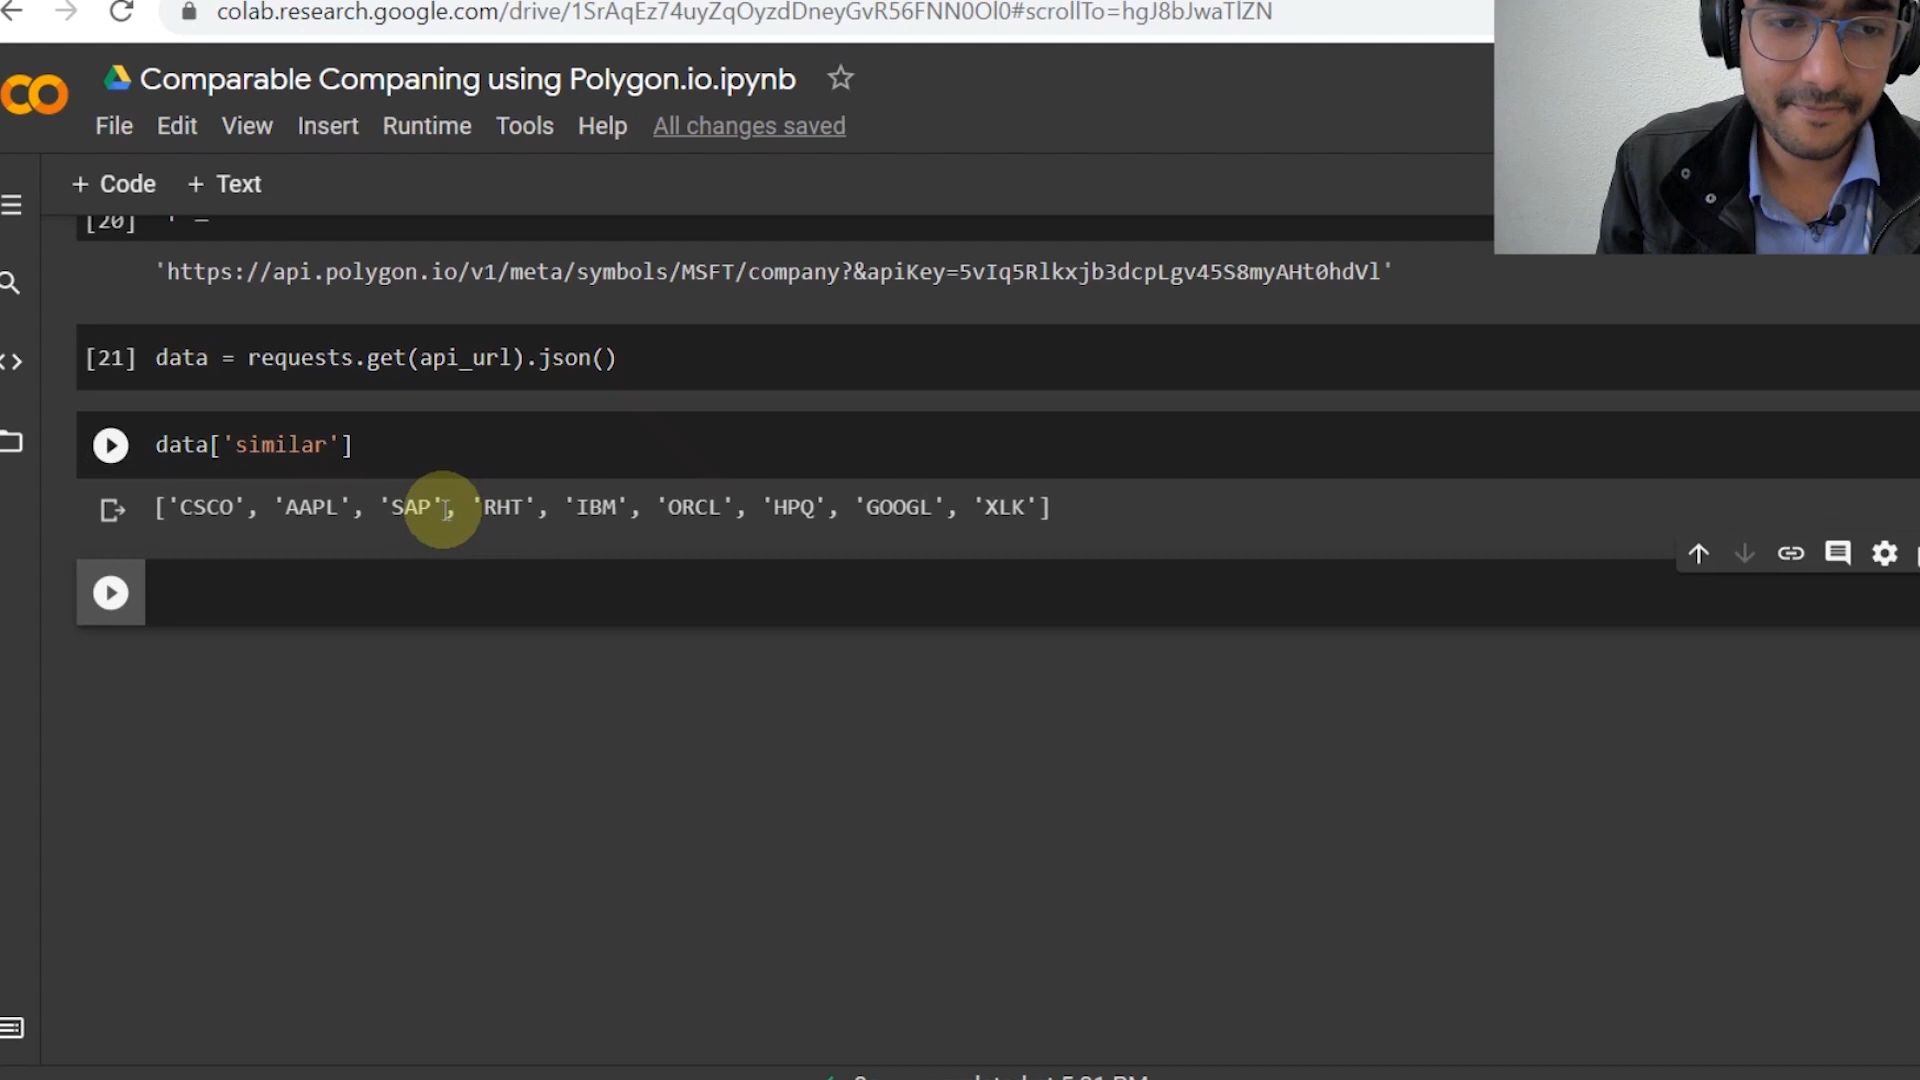 colab.research.google.com/drive/1SrAqEz74uyZqOyzdDneyGvR56FNN0Ol0#scrollTo=hgJ8bJwaTlZN
Comparable Companing using Polygon.io.ipynb
File Edit View Insert Runtime Tools Help All changes saved
+ Code + Text
[20]
'https://api.polygon.io/v1/meta/symbols/MSFT/company?&apiKey=5vIq5Rlkxjb3dcpLgv45S8myAHt0hdVl'
[21] data = requests.get(api_url).json()
data['similar']
['CSCO', 'AAPL', 'SAP', 'RHT', 'IBM', 'ORCL', 'HPQ', 'GOOGL', 'XLK']